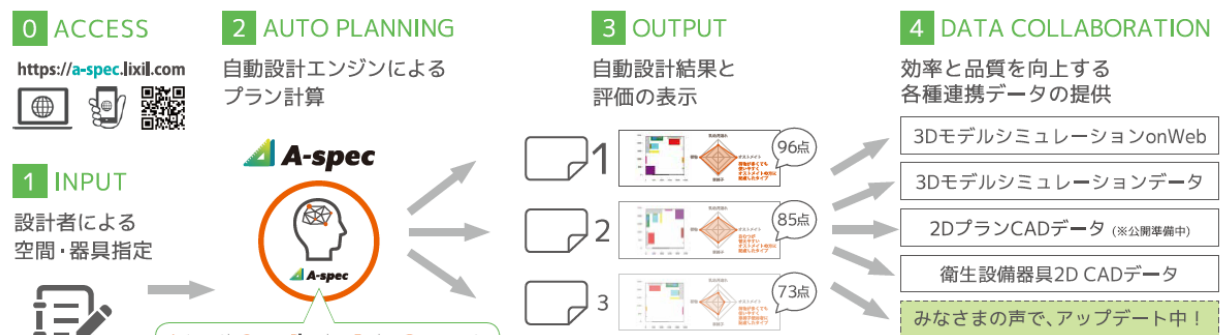 0 ACCESS
https://a-spec.lixil.com
1 INPUT
設計者による
空間・器具指定
2 AUTO PLANNING
自動設計エンジンによる
プラン計算
A-spec
A-spec
3 OUTPUT
自動設計結果と
評価の表示
1
96点
2
85点
3
73点
4 DATA COLLABORATION
効率と品質を向上する
各種連携データの提供
3DモデルシミュレーションonWeb
3Dモデルシミュレーションデータ
2DプランCADデータ (※公開準備中)
衛生設備器具2D CADデータ
みなさまの声で、アップデート中！